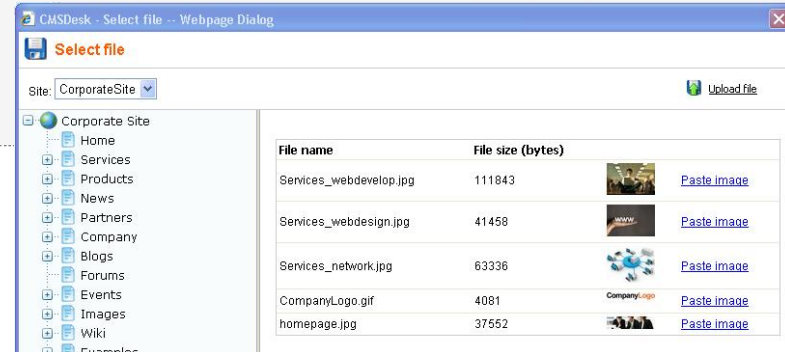 CMSDesk - Select file -- Webpage Dialog
Select file
Site: CorporateSite
Upload file
Corporate Site
Home
Services
Products
News
Partners
Company
Blogs
Forums
Events
Images
Wiki
Examples
File name File size (bytes)
Services_webdevelop.jpg 111843 Paste image
Services_webdesign.jpg 41458 www Paste image
Services_network.jpg 63336 Paste image
CompanyLogo.gif 4081 CompanyLogo Paste image
homepage.jpg 37552 Paste image